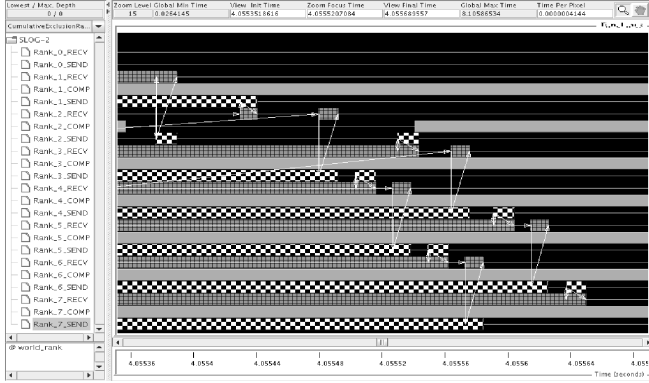 Lowest / Max. Depth
0 / 0
Zoom Level
Global Min Time
View Init Time
Zoom Focus Time
View Final Time
Global Max Time
Time Per Pixel
15
0.0264145
4.0553518616
4.0555207084
4.055689557
8.10586534
0.0000004144
CumulativeExclusionRa...
SLOG-2
Rank_0_RECV
Rank_0_SEND
Rank_1_RECV
Rank_1_COMP
Rank_1_SEND
Rank_2_RECV
Rank_2_COMP
Rank_2_SEND
Rank_3_RECV
Rank_3_COMP
Rank_3_SEND
Rank_4_RECV
Rank_4_COMP
Rank_4_SEND
Rank_5_RECV
Rank_5_COMP
Rank_5_SEND
Rank_6_RECV
Rank_6_COMP
Rank_6_SEND
Rank_7_RECV
Rank_7_COMP
Rank_7_SEND
@ world_rank
4.05536
4.0554
4.05544
4.05548
4.05552
4.05556
4.0556
4.05564
Time (seconds)